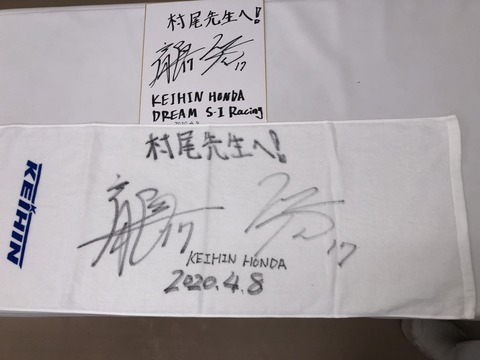 村尾先生へ!
17
KEIHIN HONDA
DREAM S·I Racing
村尾先生へ!
17
KEIHIN HONDA
2020.4.8
KEIHIN